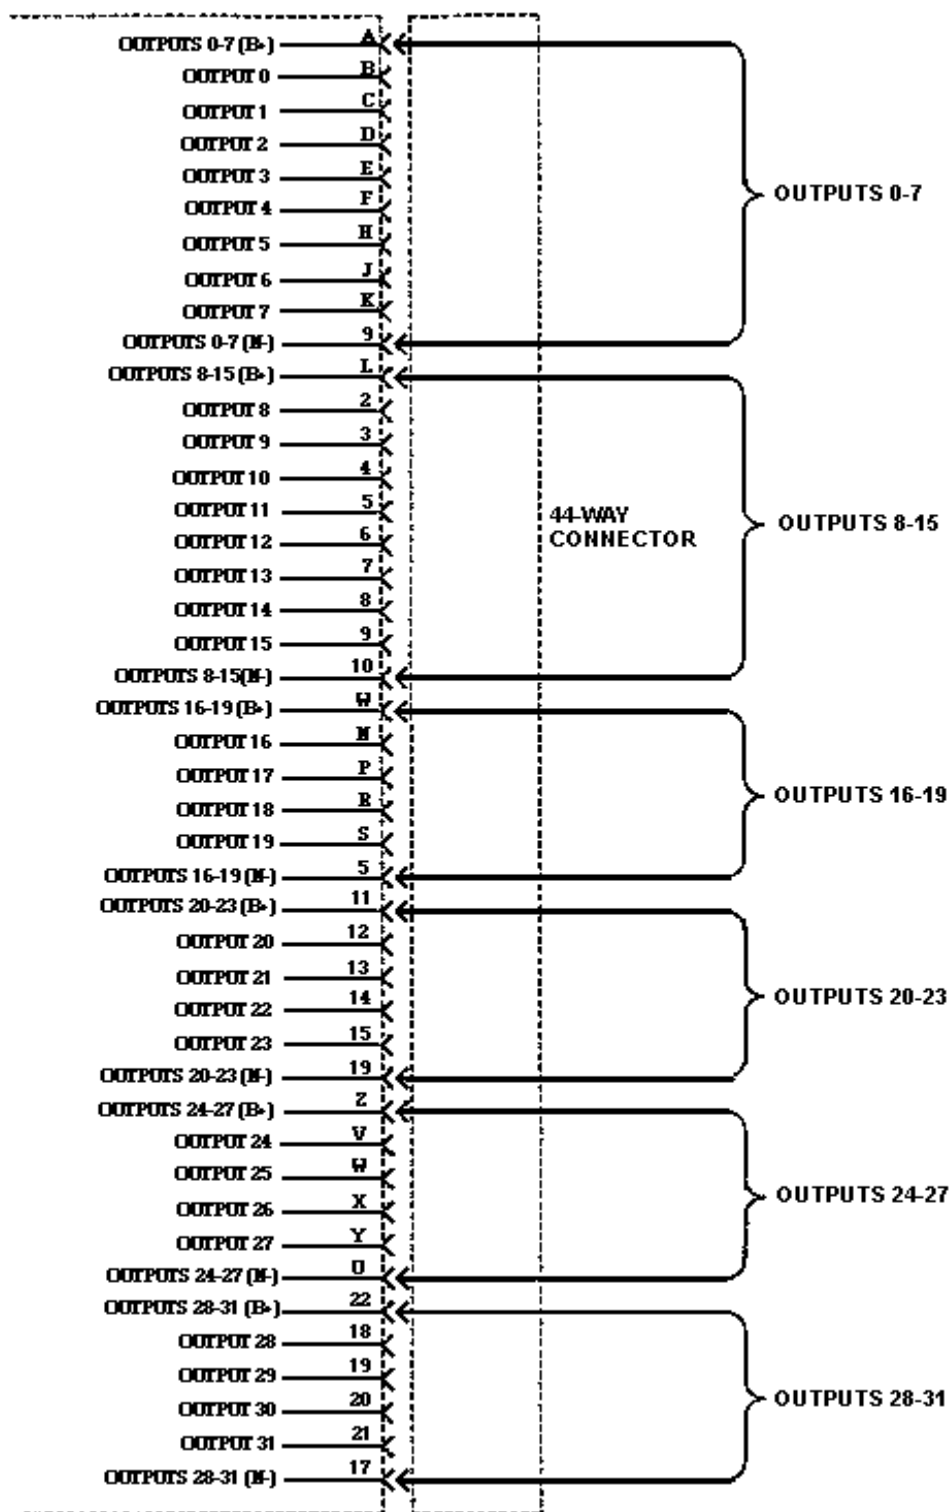 OUTPUTS 0-7 (B+) A
OUTPUT 0 B
OUTPUT 1 C
OUTPUT 2 D
OUTPUT 3 E
OUTPUT 4 F
OUTPUT 5 H
OUTPUT 6 J
OUTPUT 7 K
OUTPUTS 0-7 (N-) 9
OUTPUTS 0-7
OUTPUTS 8-15 (B+) L
OUTPUT 8 2
OUTPUT 9 3
OUTPUT 10 4
OUTPUT 11 5
OUTPUT 12 6
OUTPUT 13 7
OUTPUT 14 8
OUTPUT 15 9
OUTPUTS 8-15(N-) 10
44-WAY
CONNECTOR
OUTPUTS 8-15
OUTPUTS 16-19 (B+) W
OUTPUT 16 N
OUTPUT 17 P
OUTPUT 18 R
OUTPUT 19 S
OUTPUTS 16-19 (N-) 5
OUTPUTS 16-19
OUTPUTS 20-23 (B+) 11
OUTPUT 20 12
OUTPUT 21 13
OUTPUT 22 14
OUTPUT 23 15
OUTPUTS 20-23 (N-) 19
OUTPUTS 20-23
OUTPUTS 24-27 (B+) Z
OUTPUT 24 V
OUTPUT 25 W
OUTPUT 26 X
OUTPUT 27 Y
OUTPUTS 24-27 (N-) U
OUTPUTS 24-27
OUTPUTS 28-31 (B+) 22
OUTPUT 28 18
OUTPUT 29 19
OUTPUT 30 20
OUTPUT 31 21
OUTPUTS 28-31 (N-) 17
OUTPUTS 28-31